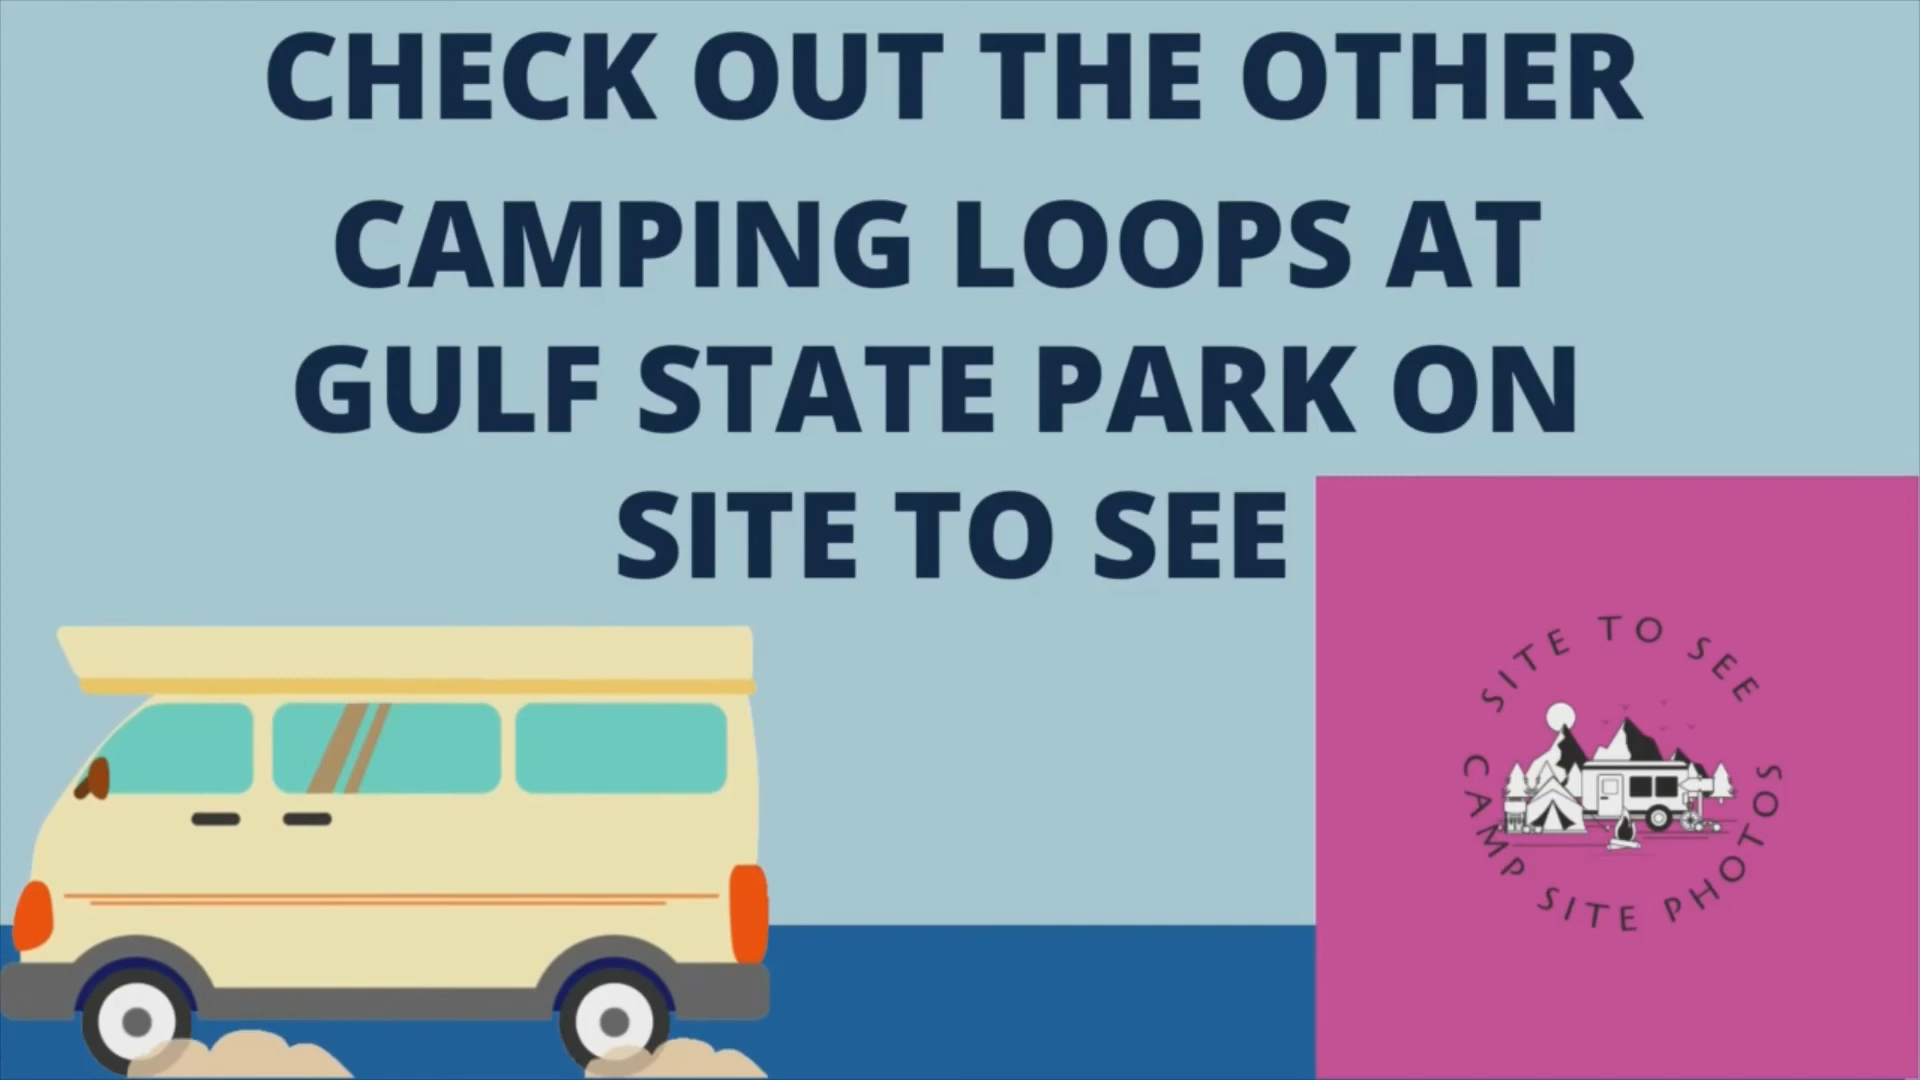 CHECK OUT THE OTHER
CAMPING LOOPS AT
GULF STATE PARK ON
SITE TO SEE
SITE TO SEE
CAMP SITE PHOTOS